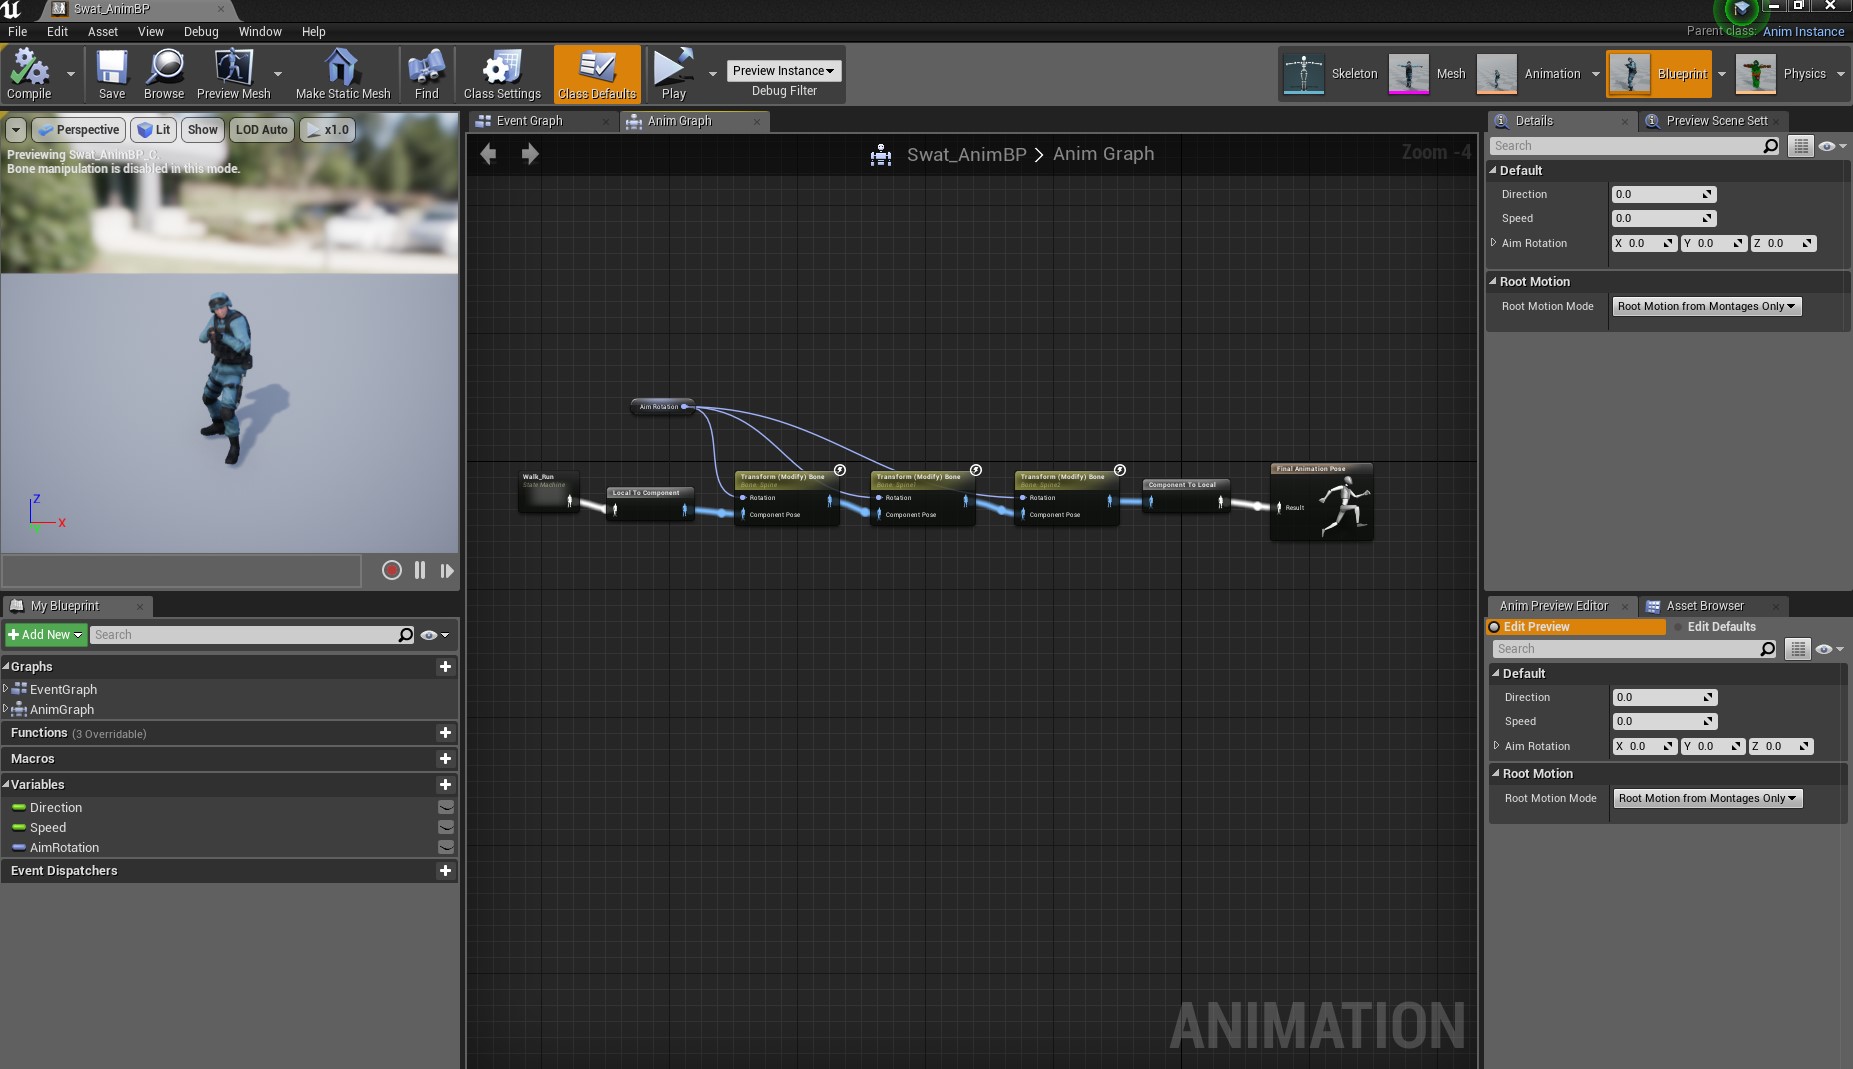 Swat_AnimBP
File Edit Asset View Debug Window Help
Parent class: Anim Instance
Compile
Save
Browse
Preview Mesh
Make Static Mesh
Find
Class Settings
Class Defaults
Play
Preview Instance
Debug Filter
Skeleton
Mesh
Animation
Blueprint
Physics
Perspective
Lit
Show
LOD Auto
x1.0
Previewing Swat_AnimBP_C.
Bone manipulation is disabled in this mode.
Z
X
Event Graph
Anim Graph
Swat_AnimBP > Anim Graph
Zoom -4
Aim Rotation
Walk_Run
State Machine
Local To Component
Transform (Modify) Bone
Bone: Spine
Rotation
Component Pose
Transform (Modify) Bone
Bone: Spine1
Rotation
Component Pose
Transform (Modify) Bone
Bone: Spine2
Rotation
Component Pose
Component To Local
Final Animation Pose
Result
ANIMATION
My Blueprint
Add New
Search
Graphs
EventGraph
AnimGraph
Functions (3 Overridable)
Macros
Variables
Direction
Speed
AimRotation
Event Dispatchers
Details
Preview Scene Sett
Search
Default
Direction 0.0
Speed 0.0
Aim Rotation X 0.0 Y 0.0 Z 0.0
Root Motion
Root Motion Mode Root Motion from Montages Only
Anim Preview Editor
Asset Browser
Edit Preview
Edit Defaults
Search
Default
Direction 0.0
Speed 0.0
Aim Rotation X 0.0 Y 0.0 Z 0.0
Root Motion
Root Motion Mode Root Motion from Montages Only